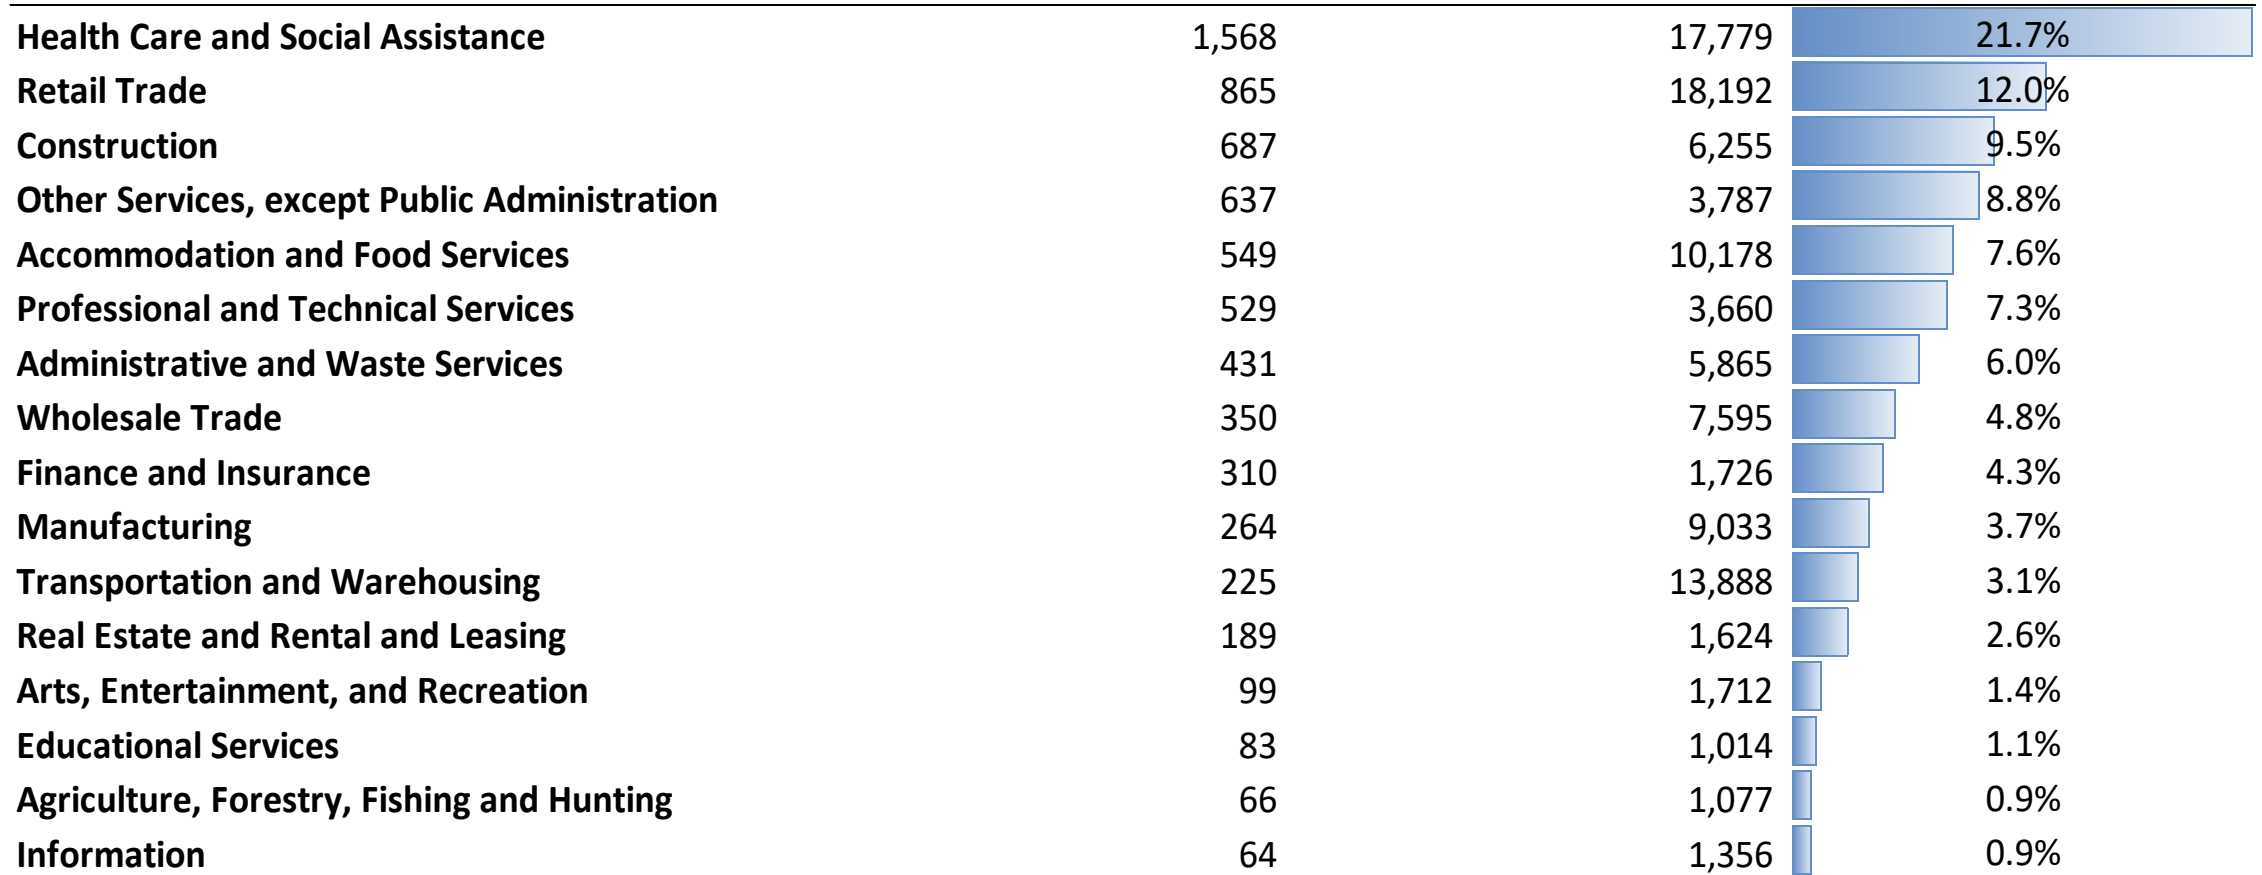 Health Care and Social Assistance 1,568 17,779 21.7%
Retail Trade 865 18,192 12.0%
Construction 687 6,255 9.5%
Other Services, except Public Administration 637 3,787 8.8%
Accommodation and Food Services 549 10,178 7.6%
Professional and Technical Services 529 3,660 7.3%
Administrative and Waste Services 431 5,865 6.0%
Wholesale Trade 350 7,595 4.8%
Finance and Insurance 310 1,726 4.3%
Manufacturing 264 9,033 3.7%
Transportation and Warehousing 225 13,888 3.1%
Real Estate and Rental and Leasing 189 1,624 2.6%
Arts, Entertainment, and Recreation 99 1,712 1.4%
Educational Services 83 1,014 1.1%
Agriculture, Forestry, Fishing and Hunting 66 1,077 0.9%
Information 64 1,356 0.9%